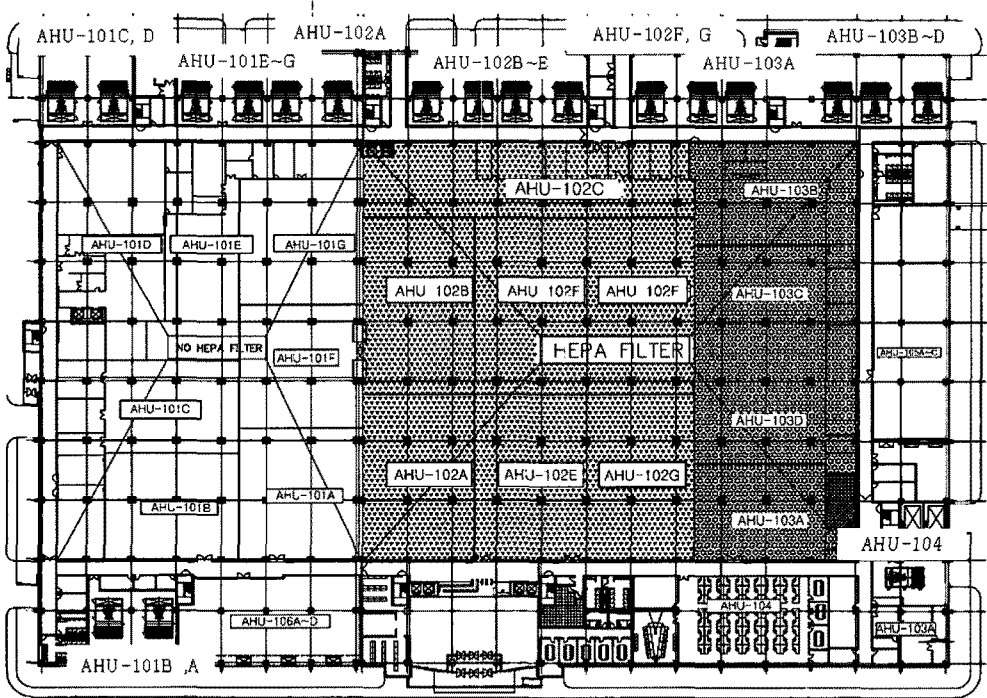 AHU-101C, D
AHU-102A
AHU-102F, G
AHU-103B~D
AHU-101E~G
AHU-102B~E
AHU-103A
AHU-102C
AHU-103B
AHU-101D
AHU-101E
AHU-101G
AHU 102B
AHU-102F
AHU 102F
AHU-103C
NO HEPA FILTER
HEPA FILTER
AHU-101F
AHU-105A~C
AHU-101C
AHU-103D
AHU-102A
AHU-102E
AHU-102G
AHU-101A
AHU-101B
AHU-103A
AHU-104
AHU-104
AHU-106A~D
AHU-103A
AHU-101B ,A